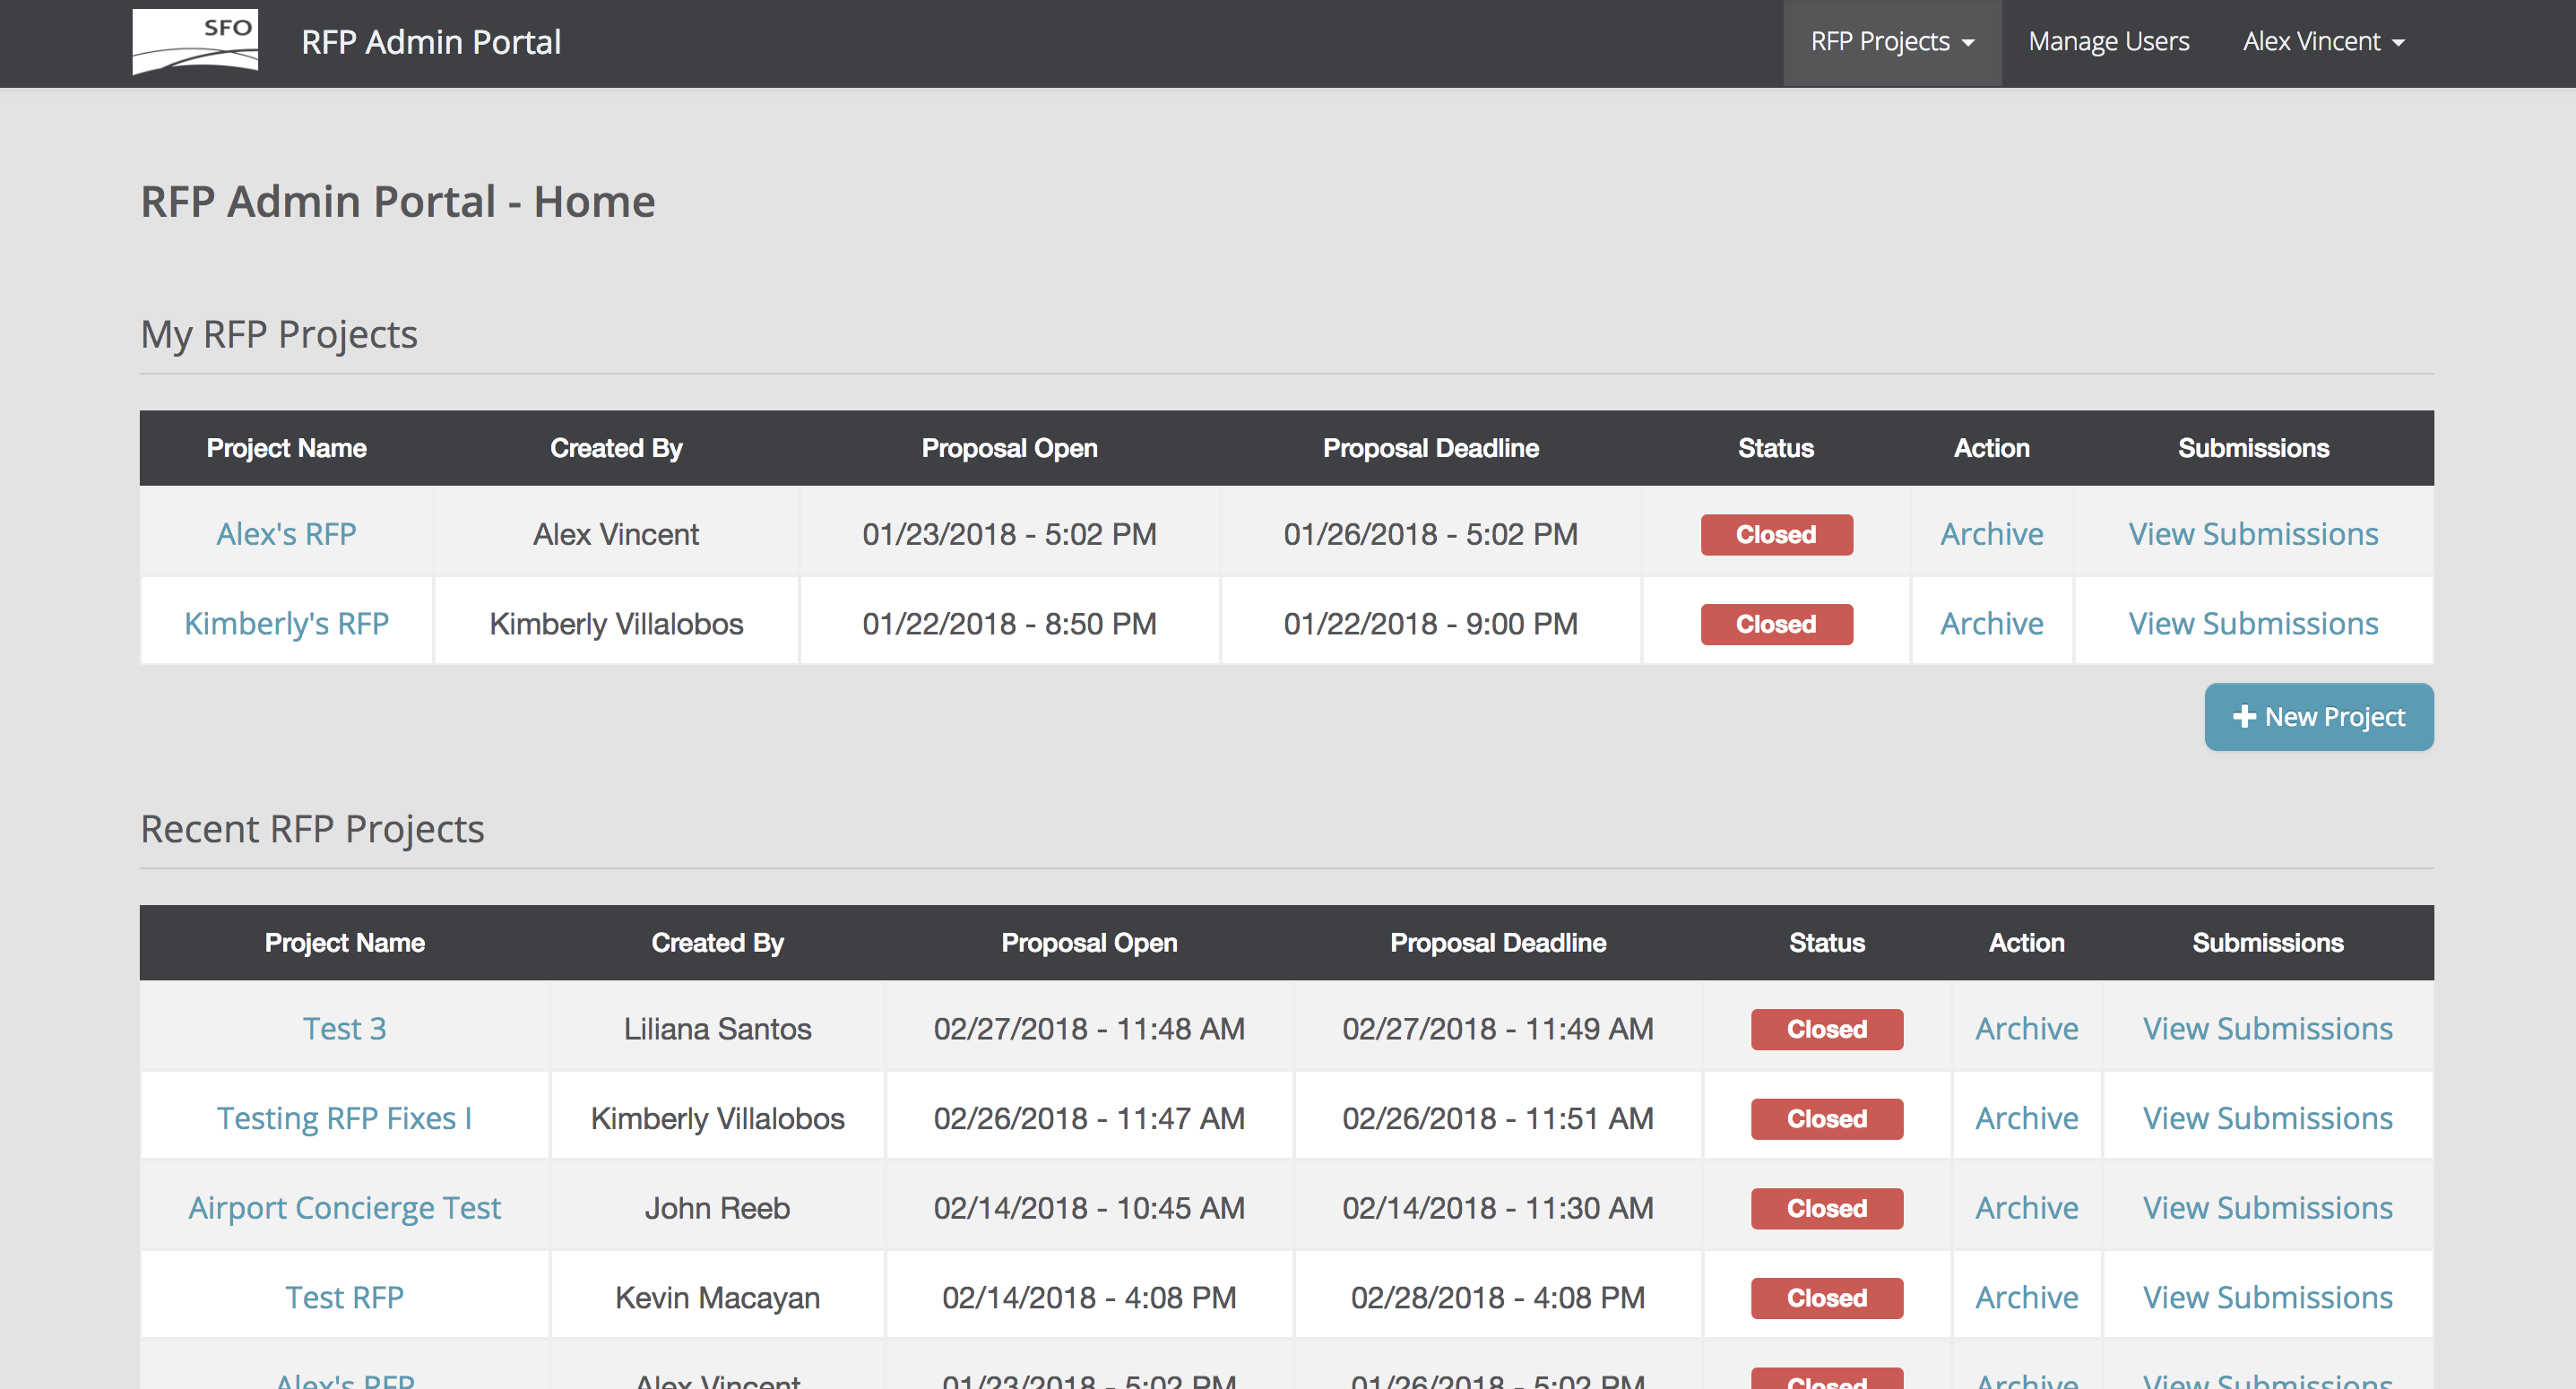 SFO
RFP Admin Portal
RFP Projects
Manage Users
Alex Vincent
RFP Admin Portal - Home
My RFP Projects
Project Name Created By Proposal Open Proposal Deadline Status Action Submissions
Alex's RFP Alex Vincent 01/23/2018 - 5:02 PM 01/26/2018 - 5:02 PM Closed Archive View Submissions
Kimberly's RFP Kimberly Villalobos 01/22/2018 - 8:50 PM 01/22/2018 - 9:00 PM Closed Archive View Submissions
New Project
Recent RFP Projects
Project Name Created By Proposal Open Proposal Deadline Status Action Submissions
Test 3 Liliana Santos 02/27/2018 - 11:48 AM 02/27/2018 - 11:49 AM Closed Archive View Submissions
Testing RFP Fixes I Kimberly Villalobos 02/26/2018 - 11:47 AM 02/26/2018 - 11:51 AM Closed Archive View Submissions
Airport Concierge Test John Reeb 02/14/2018 - 10:45 AM 02/14/2018 - 11:30 AM Closed Archive View Submissions
Test RFP Kevin Macayan 02/14/2018 - 4:08 PM 02/28/2018 - 4:08 PM Closed Archive View Submissions
Alex's RFP Alex Vincent 01/23/2018 - 5:02 PM 01/26/2018 - 5:02 PM Closed Archive View Submissions